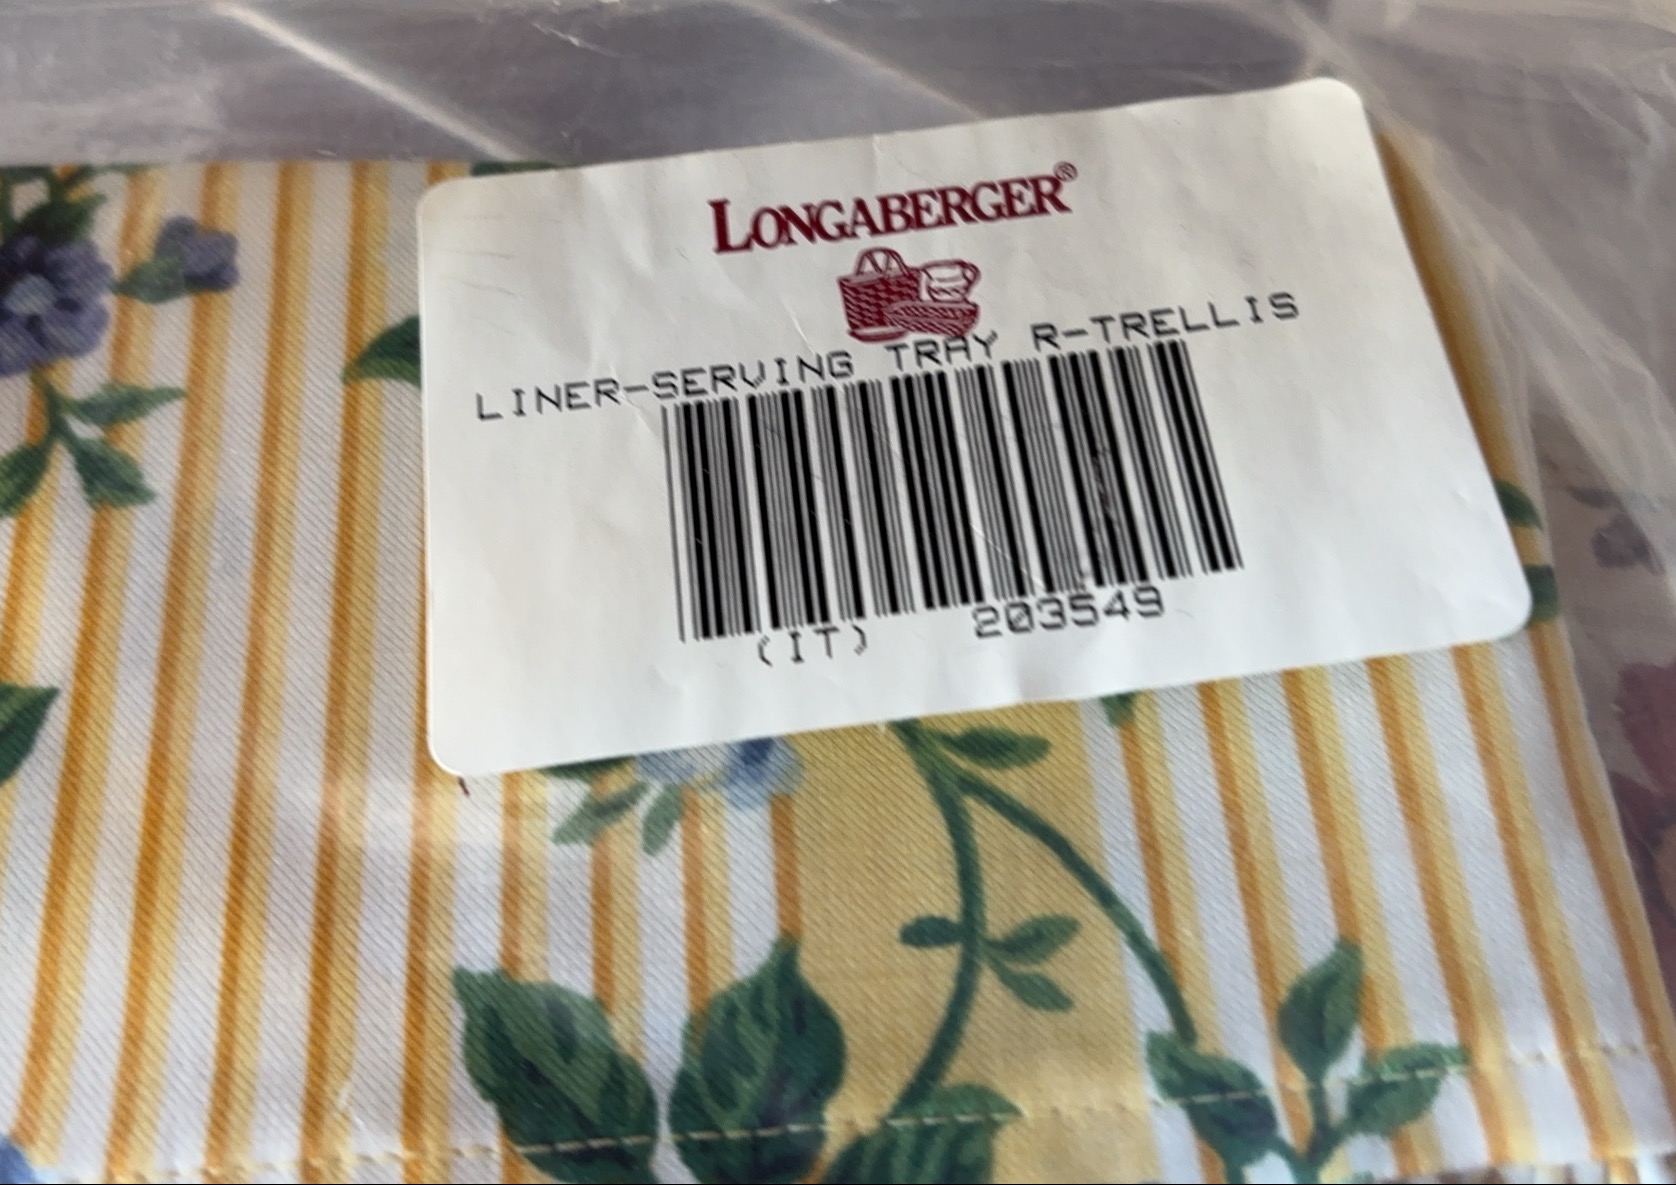 LONGABERGER®
LINER-SERVING TRAY R-TRELLIS
(IT) 203549